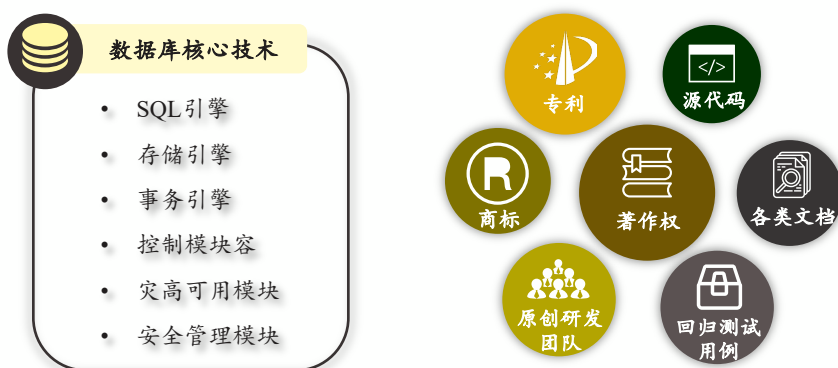 数据库核心技术
• SQL引擎
• 存储引擎
• 事务引擎
• 控制模块容
• 灾高可用模块
• 安全管理模块
专利
</>
源代码
R
商标
著作权
各类文档
原创研发
团队
回归测试
用例